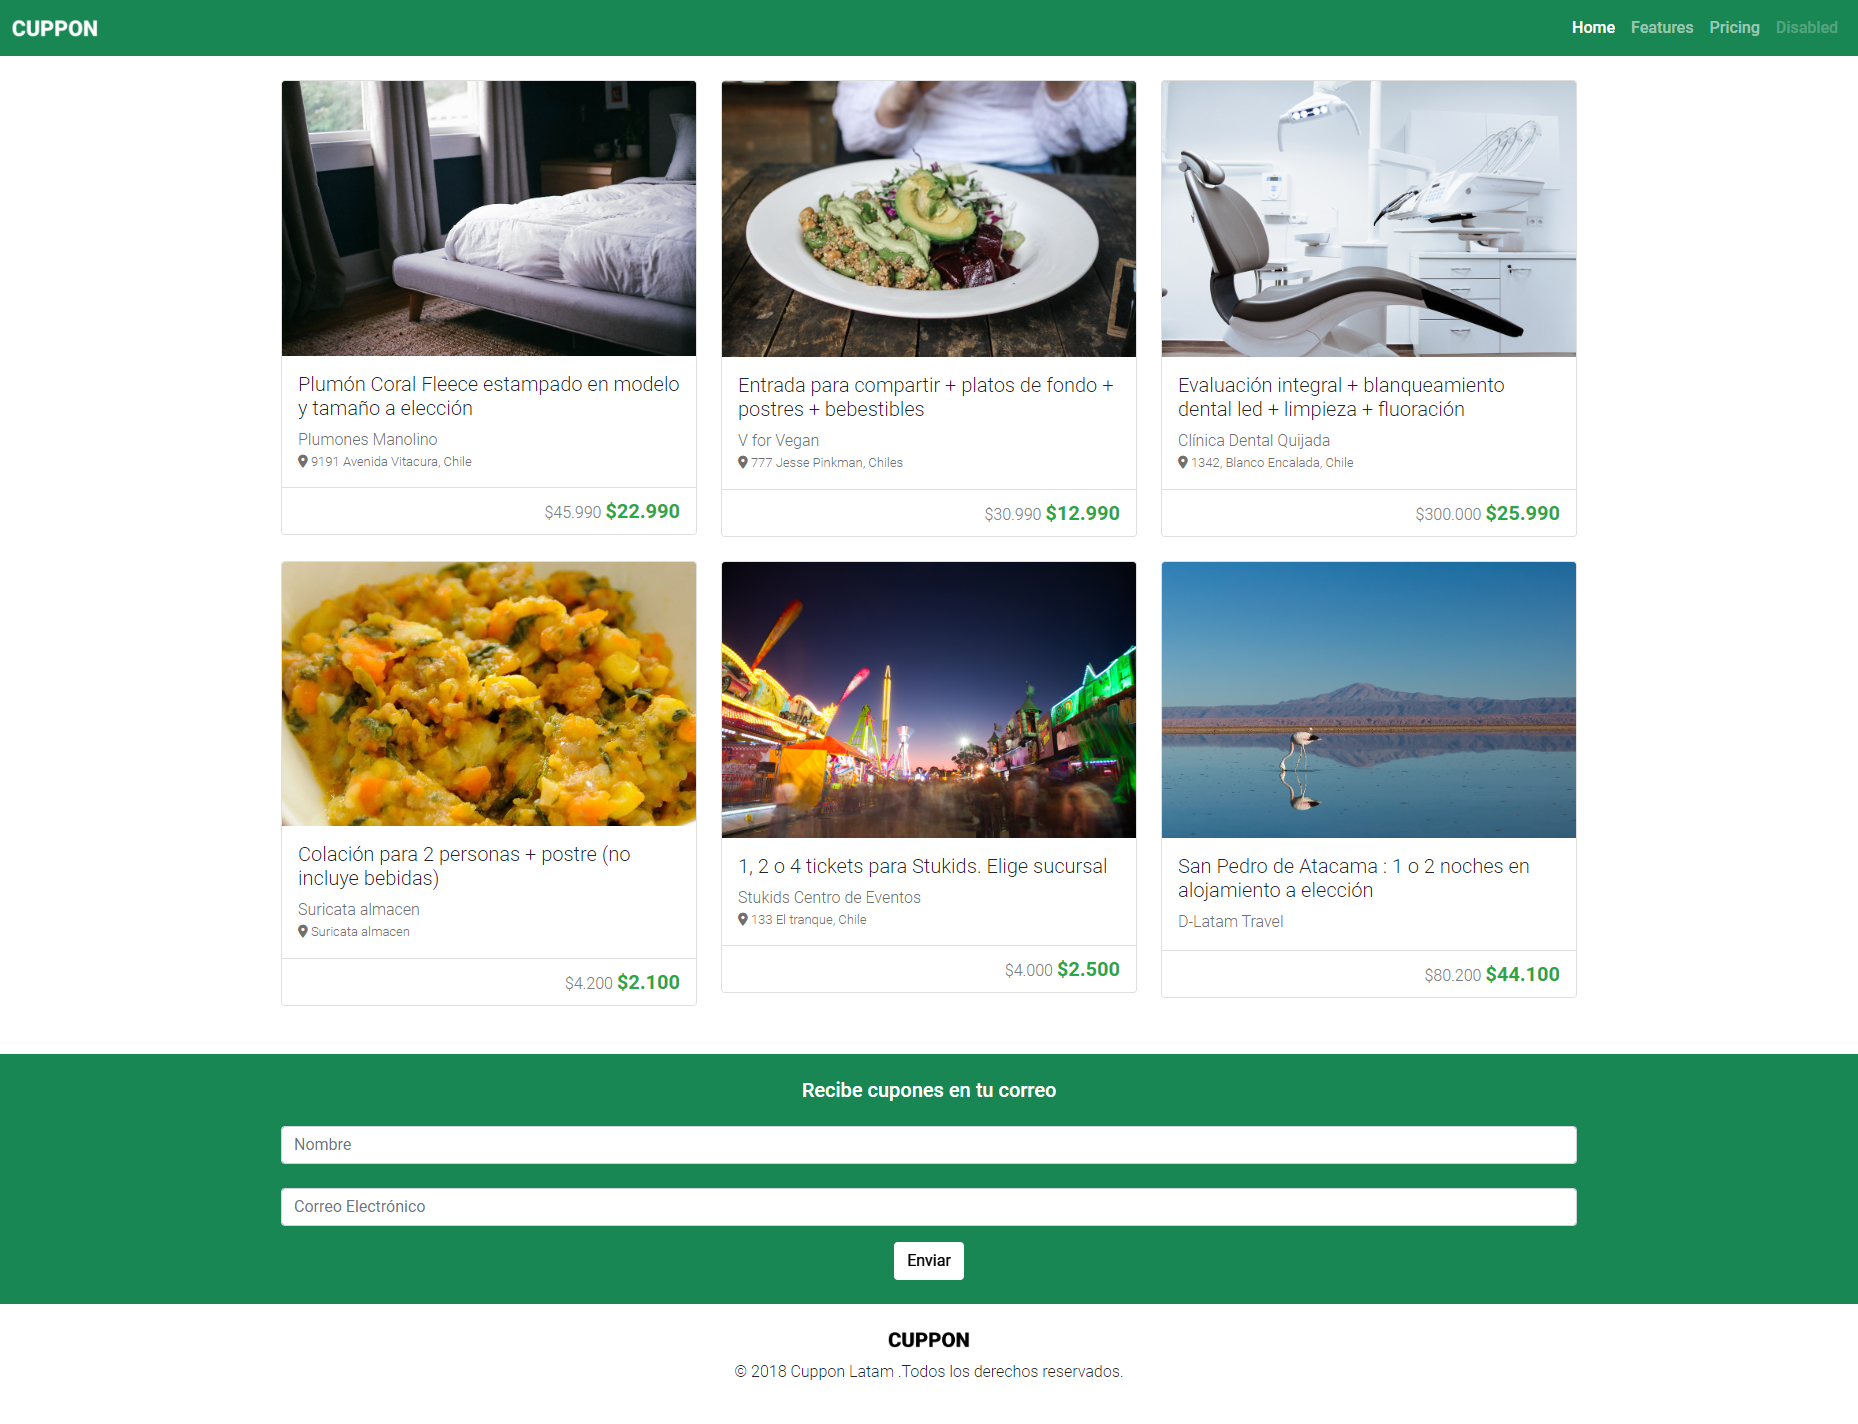 CUPPON
Home Features Pricing Disabled
Plumón Coral Fleece estampado en modelo
y tamaño a elección
Plumones Manolino
9191 Avenida Vitacura, Chile
$45.990 $22.990
Entrada para compartir + platos de fondo +
postres + bebestibles
V for Vegan
777 Jesse Pinkman, Chiles
$30.990 $12.990
Evaluación integral + blanqueamiento
dental led + limpieza + fluoración
Clínica Dental Quijada
1342, Blanco Encalada, Chile
$300.000 $25.990
Colación para 2 personas + postre (no
incluye bebidas)
Suricata almacen
Suricata almacen
$4.200 $2.100
1, 2 o 4 tickets para Stukids. Elige sucursal
Stukids Centro de Eventos
133 El tranque, Chile
$4.000 $2.500
San Pedro de Atacama : 1 o 2 noches en
alojamiento a elección
D-Latam Travel
$80.200 $44.100
Recibe cupones en tu correo
Nombre
Correo Electrónico
Enviar
CUPPON
© 2018 Cuppon Latam .Todos los derechos reservados.